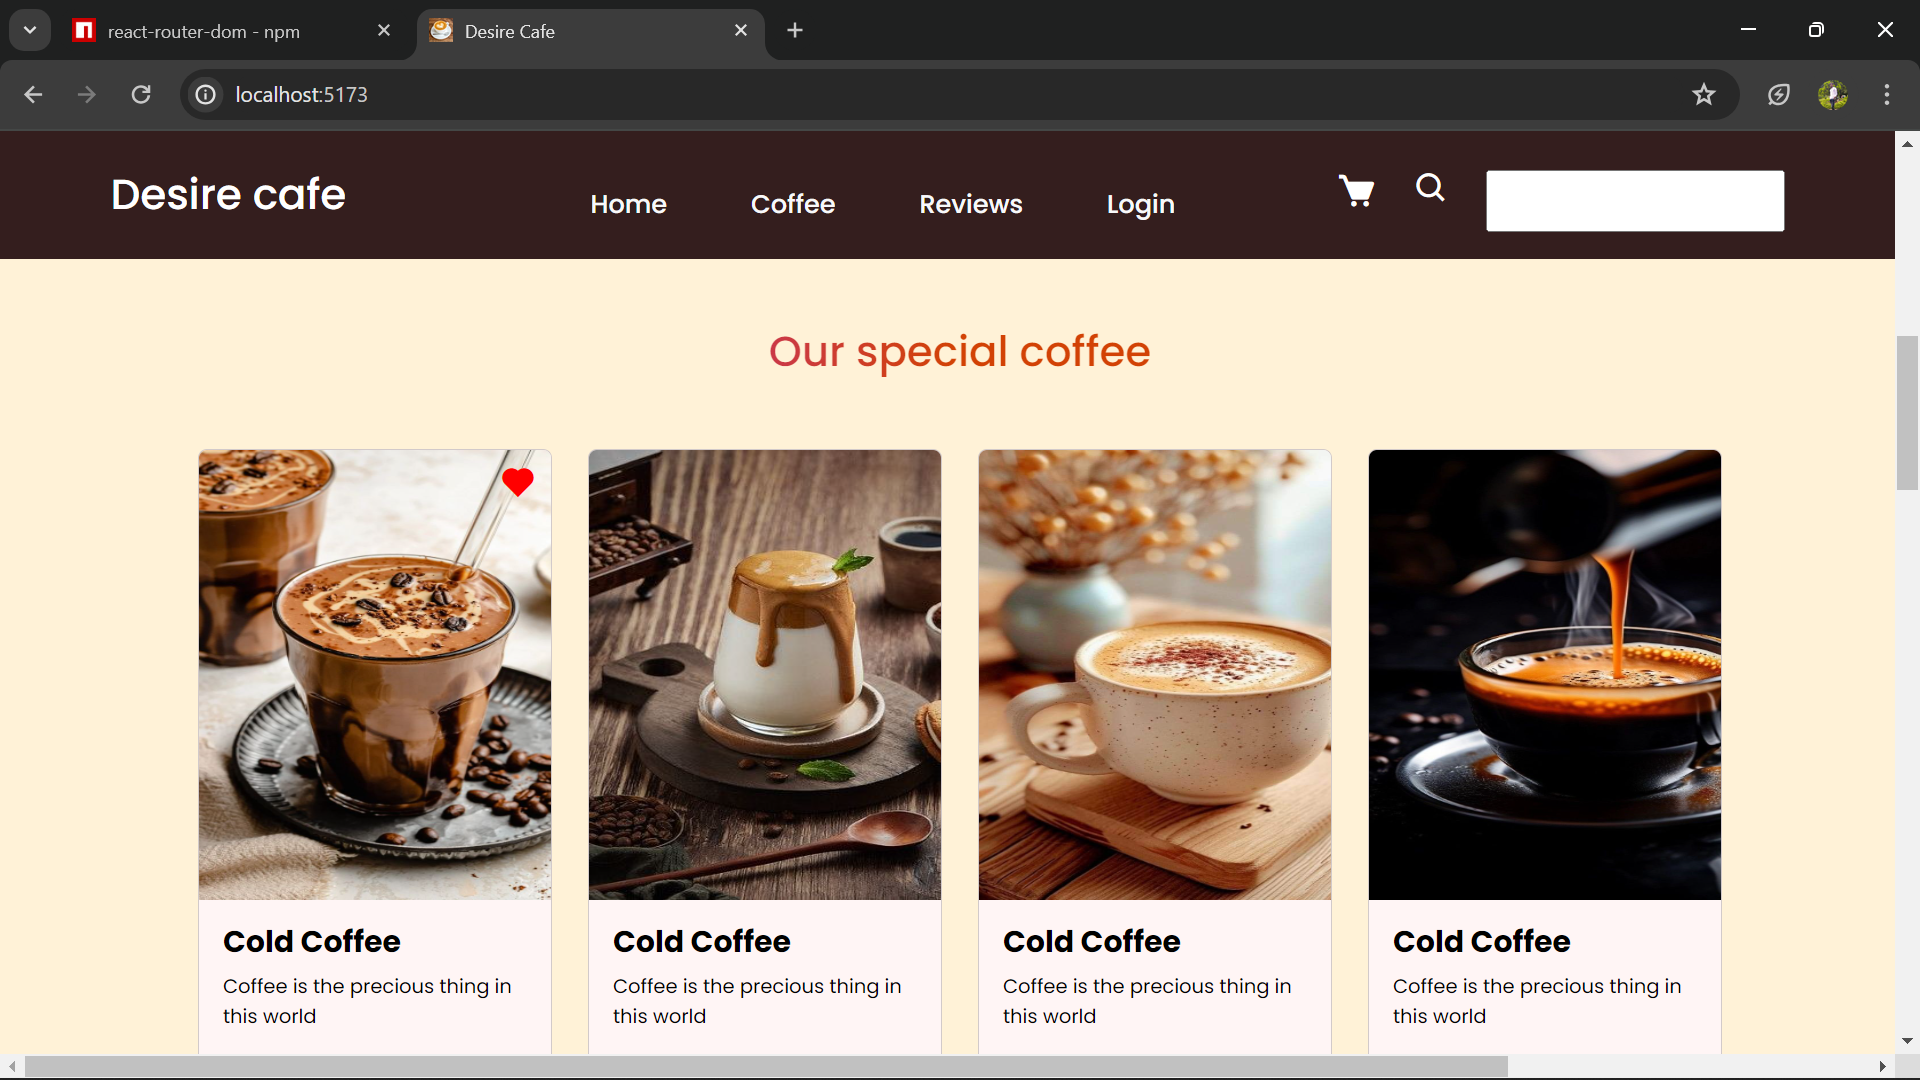 react-router-dom - npm
Desire Cafe
localhost:5173
Desire cafe
Home
Coffee
Reviews
Login
Our special coffee
Cold Coffee
Coffee is the precious thing in
this world
Cold Coffee
Coffee is the precious thing in
this world
Cold Coffee
Coffee is the precious thing in
this world
Cold Coffee
Coffee is the precious thing in
this world